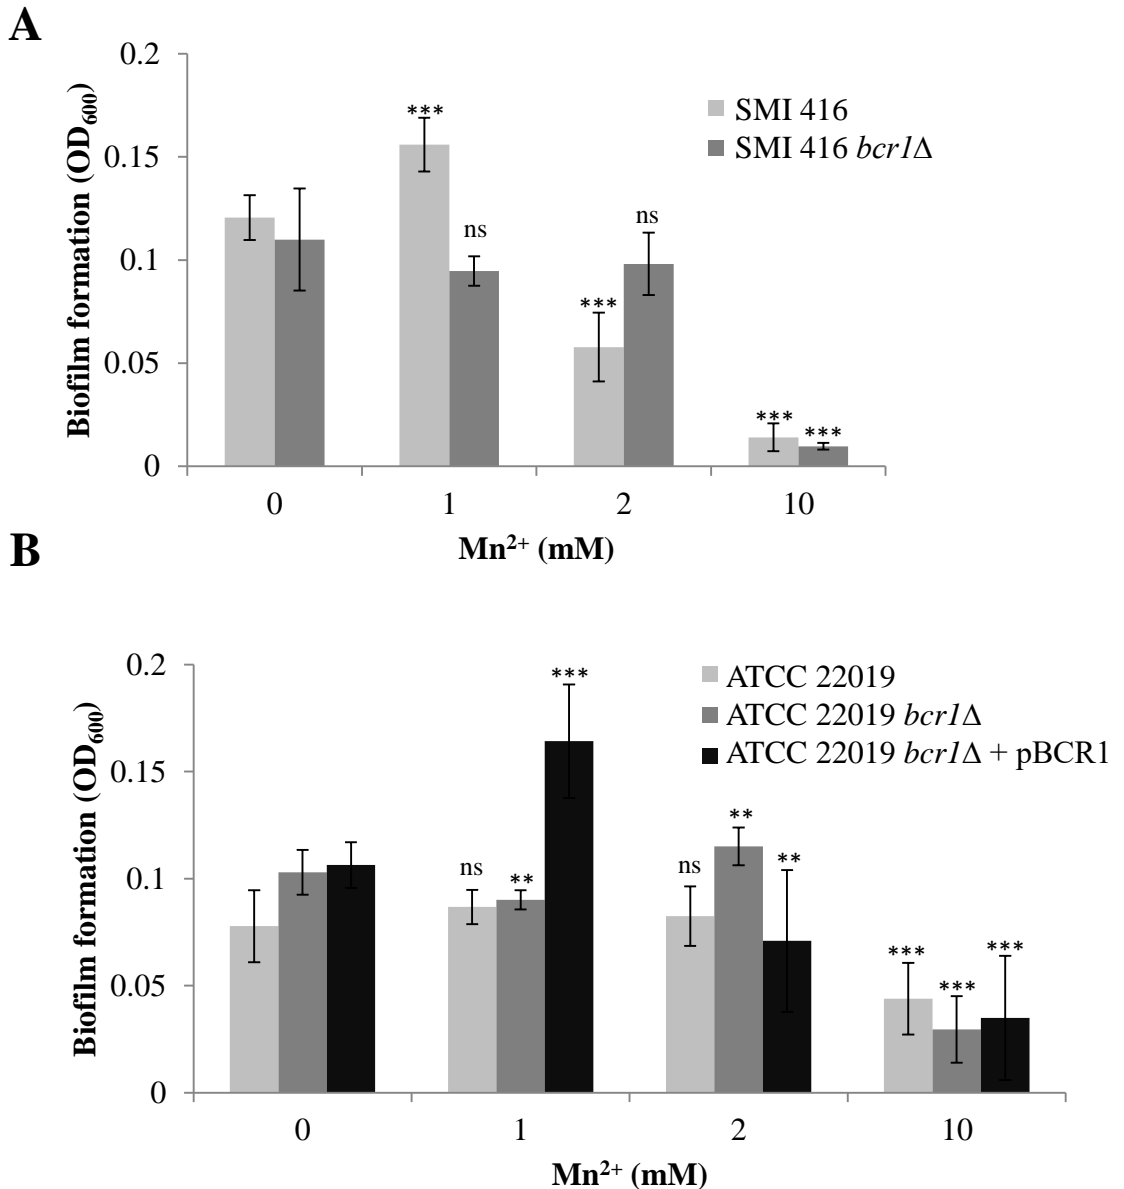 A
0.2
0.15
0.1
0.05
0
Biofilm formation (OD600)
SMI 416
SMI 416 bcr1Δ
***
ns
***
ns
***
***
0
1
2
10
Mn2+ (mM)
B
0.2
0.15
0.1
0.05
0
Biofilm formation (OD600)
ATCC 22019
ATCC 22019 bcr1Δ
ATCC 22019 bcr1Δ + pBCR1
ns
**
***
ns
**
**
***
***
***
0
1
2
10
Mn2+ (mM)